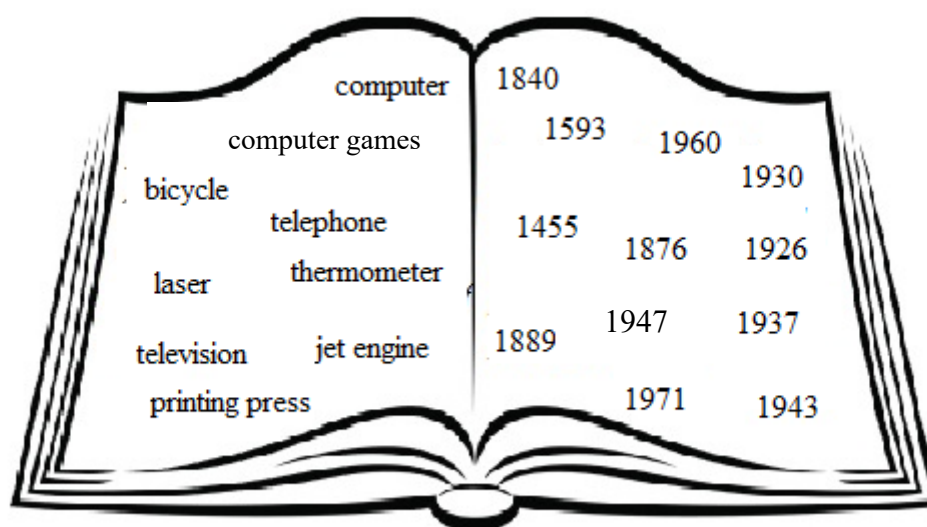 computer
computer games
bicycle
telephone
thermometer
laser
jet engine
television
printing press
1840
1593
1960
1930
1455
1876
1926
1947
1937
1889
1971
1943